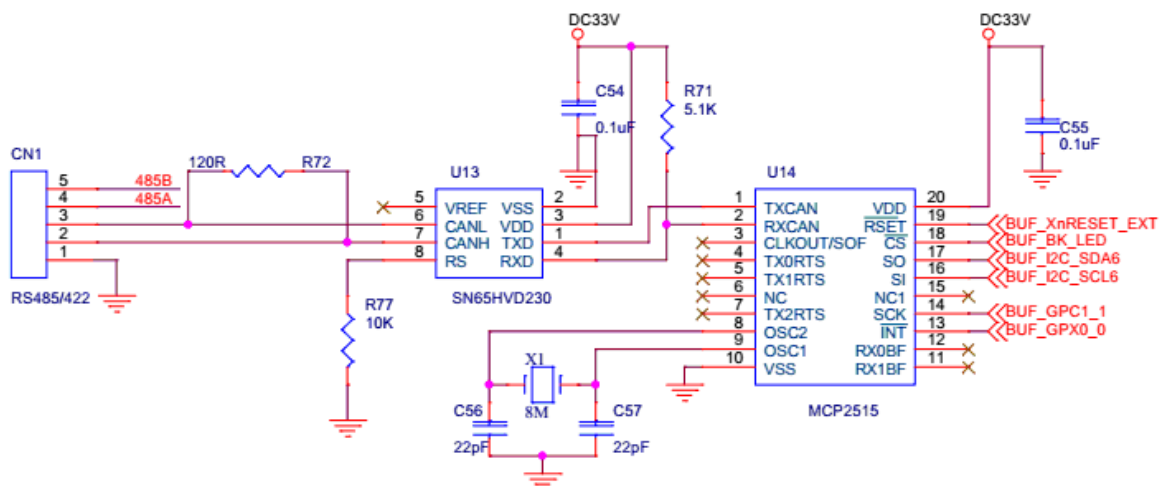 DC33V
DC33V
C54
0.1uF
R71
5.1K
C55
0.1uF
CN1
120R
R72
U13
U14
5
485B
4
485A
3
2
1
RS485/422
5
VREF
VSS
2
6
CANL
VDD
3
7
CANH
TXD
1
8
RS
RXD
4
SN65HVD230
R77
10K
1
TXCAN
VDD
20
2
RXCAN
RSET
19
BUF_XnRESET_EXT
3
CLKOUT/SOF
CS
18
BUF_BK_LED
4
TX0RTS
SO
17
BUF_I2C_SDA6
5
TX1RTS
SI
16
BUF_I2C_SCL6
6
NC
NC1
15
7
TX2RTS
SCK
14
BUF_GPC1_1
8
OSC2
INT
13
BUF_GPX0_0
9
OSC1
RX0BF
12
10
VSS
RX1BF
11
MCP2515
X1
8M
C56
22pF
C57
22pF